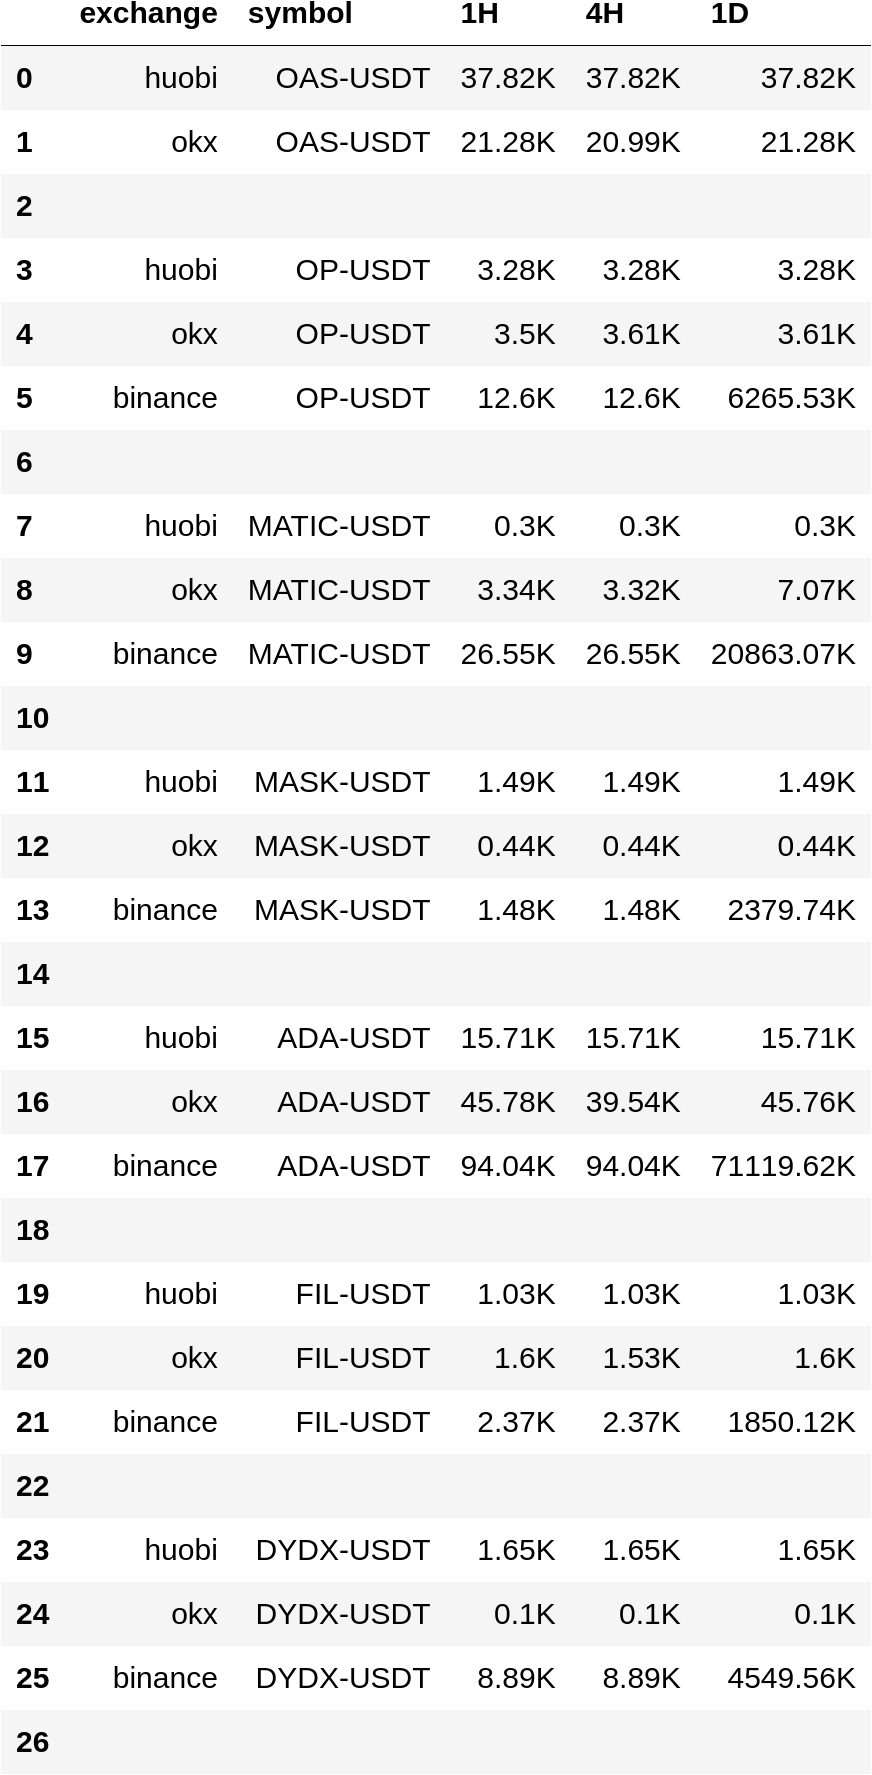 exchange symbol 1H 4H 1D
0 huobi OAS-USDT 37.82K 37.82K 37.82K
1 okx OAS-USDT 21.28K 20.99K 21.28K
2
3 huobi OP-USDT 3.28K 3.28K 3.28K
4 okx OP-USDT 3.5K 3.61K 3.61K
5 binance OP-USDT 12.6K 12.6K 6265.53K
6
7 huobi MATIC-USDT 0.3K 0.3K 0.3K
8 okx MATIC-USDT 3.34K 3.32K 7.07K
9 binance MATIC-USDT 26.55K 26.55K 20863.07K
10
11 huobi MASK-USDT 1.49K 1.49K 1.49K
12 okx MASK-USDT 0.44K 0.44K 0.44K
13 binance MASK-USDT 1.48K 1.48K 2379.74K
14
15 huobi ADA-USDT 15.71K 15.71K 15.71K
16 okx ADA-USDT 45.78K 39.54K 45.76K
17 binance ADA-USDT 94.04K 94.04K 71119.62K
18
19 huobi FIL-USDT 1.03K 1.03K 1.03K
20 okx FIL-USDT 1.6K 1.53K 1.6K
21 binance FIL-USDT 2.37K 2.37K 1850.12K
22
23 huobi DYDX-USDT 1.65K 1.65K 1.65K
24 okx DYDX-USDT 0.1K 0.1K 0.1K
25 binance DYDX-USDT 8.89K 8.89K 4549.56K
26